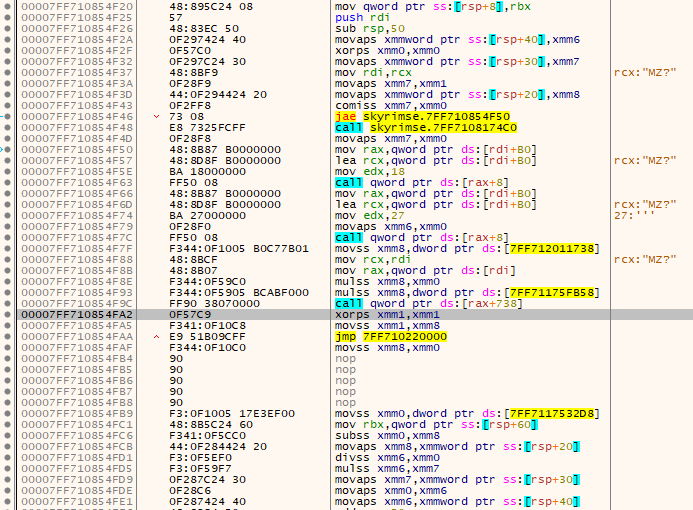 00007FF710854F20 48:895C24 08 mov qword ptr ss:[rsp+8],rbx
00007FF710854F25 57 push rdi
00007FF710854F26 48:83EC 50 sub rsp,50
00007FF710854F2A 0F297424 40 movaps xmmword ptr ss:[rsp+40],xmm6
00007FF710854F2F 0F57C0 xorps xmm0,xmm0
00007FF710854F32 0F297C24 30 movaps xmmword ptr ss:[rsp+30],xmm7
00007FF710854F37 48:8BF9 mov rdi,rcx rcx:"MZ?"
00007FF710854F3A 0F28F9 movaps xmm7,xmm1
00007FF710854F3D 44:0F294424 20 movaps xmmword ptr ss:[rsp+20],xmm8
00007FF710854F43 0F2FF8 comiss xmm7,xmm0
00007FF710854F46 73 08 jae skyrimse.7FF710854F50
00007FF710854F48 E8 7325FCFF call skyrimse.7FF7108174C0
00007FF710854F4D 0F28F8 movaps xmm7,xmm0
00007FF710854F50 48:8B87 B0000000 mov rax,qword ptr ds:[rdi+B0]
00007FF710854F57 48:8D8F B0000000 lea rcx,qword ptr ds:[rdi+B0] rcx:"MZ?"
00007FF710854F5E BA 18000000 mov edx,18
00007FF710854F63 FF50 08 call qword ptr ds:[rax+8]
00007FF710854F66 48:8B87 B0000000 mov rax,qword ptr ds:[rdi+B0]
00007FF710854F6D 48:8D8F B0000000 lea rcx,qword ptr ds:[rdi+B0] rcx:"MZ?"
00007FF710854F74 BA 27000000 mov edx,27 27:'''
00007FF710854F79 0F28F0 movaps xmm6,xmm0
00007FF710854F7C FF50 08 call qword ptr ds:[rax+8]
00007FF710854F7F F344:0F1005 B0C77B01 movss xmm8,dword ptr ds:[7FF712011738]
00007FF710854F88 48:8BCF mov rcx,rdi rcx:"MZ?"
00007FF710854F8B 48:8B07 mov rax,qword ptr ds:[rdi]
00007FF710854F8E F344:0F59C0 mulss xmm8,xmm0
00007FF710854F93 F344:0F5905 BCABF000 mulss xmm8,dword ptr ds:[7FF71175FB58]
00007FF710854F9C FF90 38070000 call qword ptr ds:[rax+738]
00007FF710854FA2 0F57C9 xorps xmm1,xmm1
00007FF710854FA5 F341:0F10C8 movss xmm1,xmm8
00007FF710854FAA E9 51B09CFF jmp 7FF710220000
00007FF710854FAF F344:0F10C0 movss xmm8,xmm0
00007FF710854FB4 90 nop
00007FF710854FB5 90 nop
00007FF710854FB6 90 nop
00007FF710854FB7 90 nop
00007FF710854FB8 90 nop
00007FF710854FB9 F3:0F1005 17E3EF00 movss xmm0,dword ptr ds:[7FF7117532D8]
00007FF710854FC1 48:8B5C24 60 mov rbx,qword ptr ss:[rsp+60]
00007FF710854FC6 F341:0F5CC0 subss xmm0,xmm8
00007FF710854FCB 44:0F284424 20 movaps xmm8,xmmword ptr ss:[rsp+20]
00007FF710854FD1 F3:0F5EF0 divss xmm6,xmm0
00007FF710854FD5 F3:0F59F7 mulss xmm6,xmm7
00007FF710854FD9 0F287C24 30 movaps xmm7,xmmword ptr ss:[rsp+30]
00007FF710854FDE 0F28C6 movaps xmm0,xmm6
00007FF710854FE1 0F287424 40 movaps xmm6,xmmword ptr ss:[rsp+40]